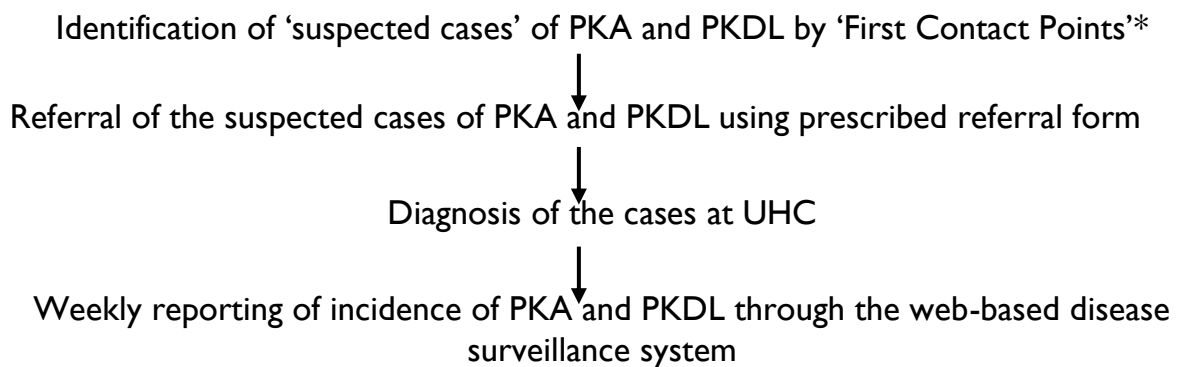 Identification of ‘suspected cases’ of PKA and PKDL by ‘First Contact Points’*
Referral of the suspected cases of PKA and PKDL using prescribed referral form
Diagnosis of the cases at UHC
Weekly reporting of incidence of PKA and PKDL through the web-based disease
surveillance system